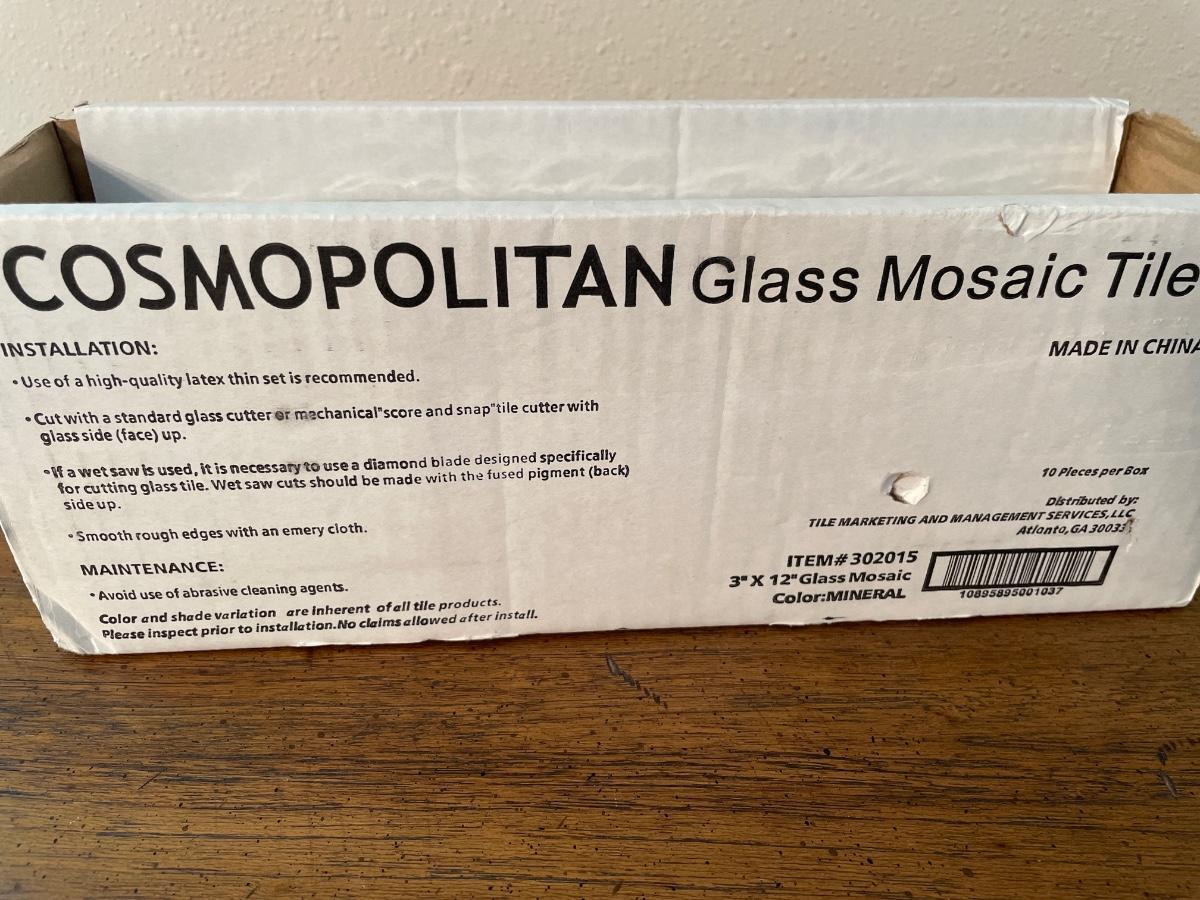 COSMOPOLITAN Glass Mosaic Tile
INSTALLATION:
MADE IN CHINA
• Use of a high-quality latex thin set is recommended.
• Cut with a standard glass cutter or mechanical"score and snap"tile cutter with
glass side (face) up.
• If a wet saw is used, it is necessary to use a diamond blade designed specifically
for cutting glass tile. Wet saw cuts should be made with the fused pigment (back)
side up.
• Smooth rough edges with an emery cloth.
MAINTENANCE:
• Avoid use of abrasive cleaning agents.
Color and shade variation are inherent of all tile products.
Please inspect prior to installation.No claims allowed after install.
10 Pieces per Box
Distributed by:
TILE MARKETING AND MANAGEMENT SERVICES, LLC
Atlanta, GA 30033
ITEM# 302015
3" X 12" Glass Mosaic
Color:MINERAL
10895895001037